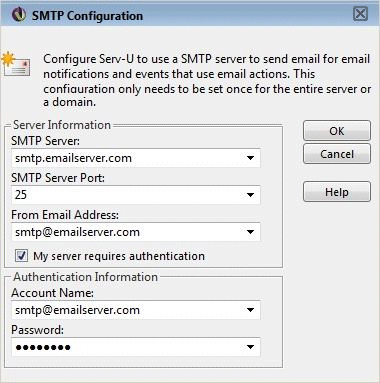 SMTP Configuration
Configure Serv-U to use a SMTP server to send email for email
notifications and events that use email actions. This
configuration only needs to be set once for the entire server or
a domain.
Server Information
SMTP Server:
smtp.emailserver.com
SMTP Server Port:
25
From Email Address:
smtp@emailserver.com
My server requires authentication
Authentication Information
Account Name:
smtp@emailserver.com
Password:
●●●●●●●●
OK
Cancel
Help